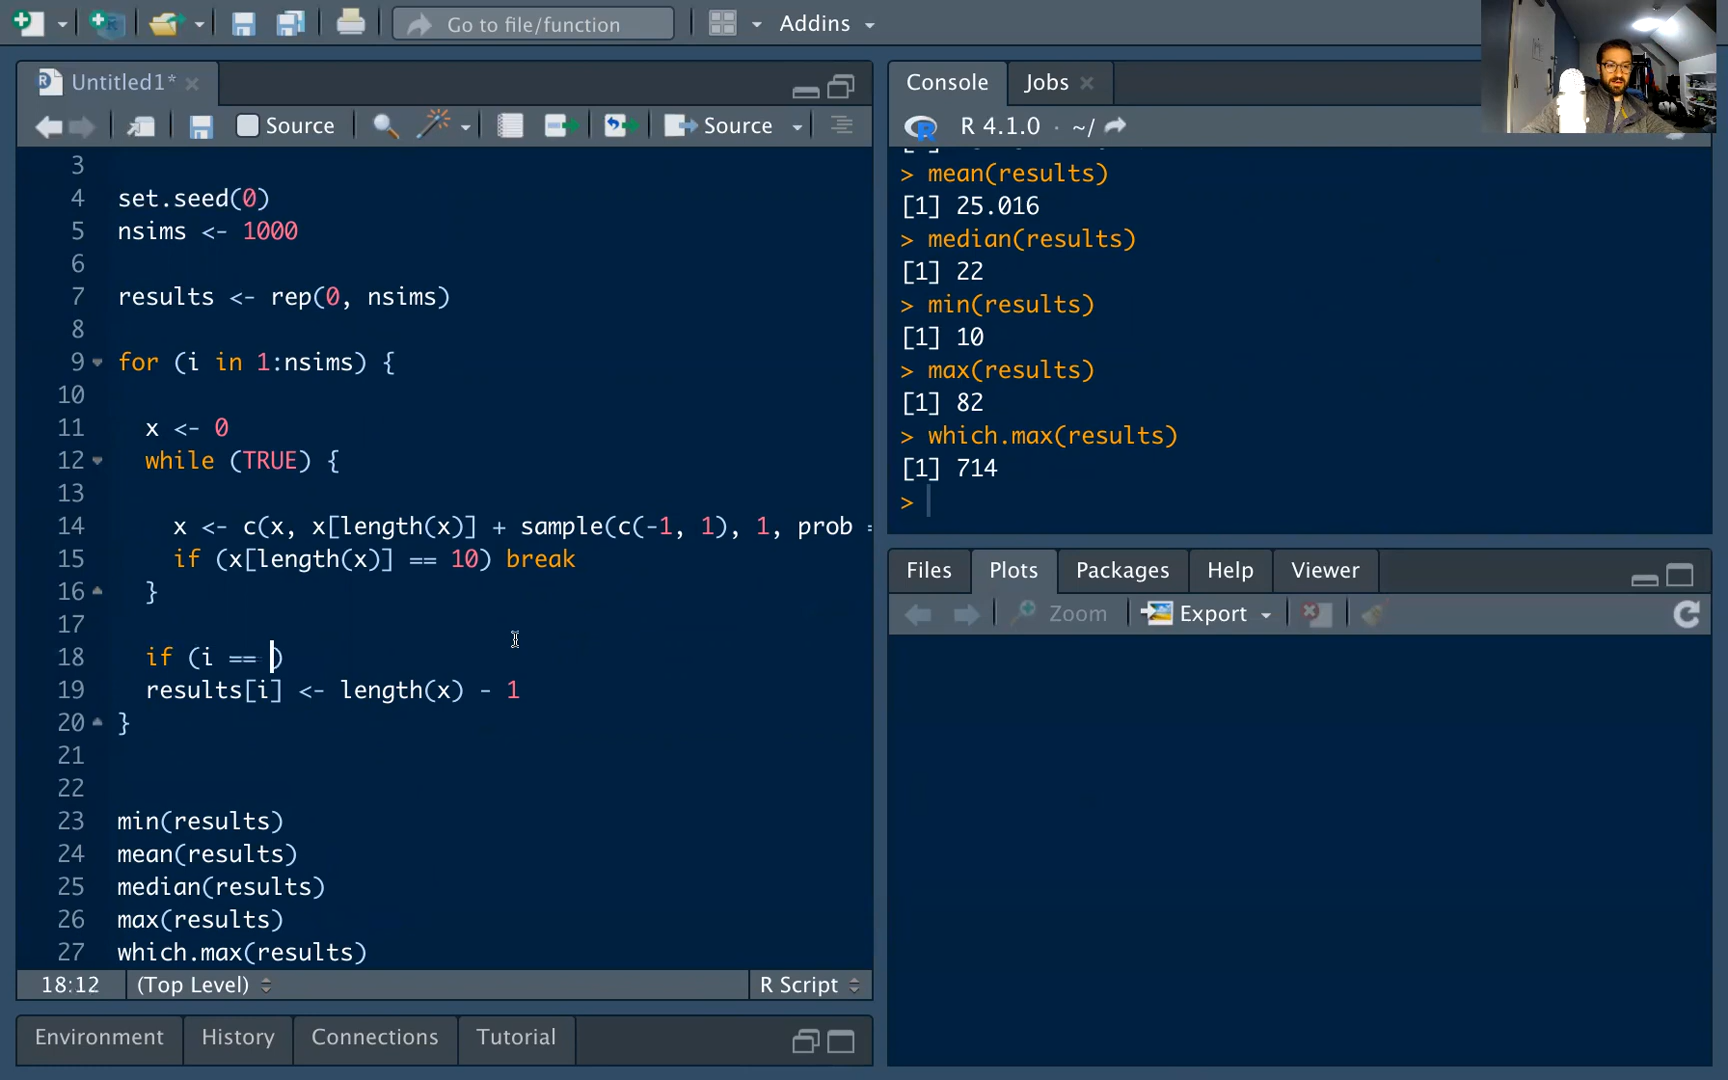 Go to file/function
Addins
Untitled1*
Source
Source
3
4 set.seed(0)
5 nsims <- 1000
6
7 results <- rep(0, nsims)
8
9 for (i in 1:nsims) {
10
11 x <- 0
12 while (TRUE) {
13
14 x <- c(x, x[length(x)] + sample(c(-1, 1), 1, prob =
15 if (x[length(x)] == 10) break
16 }
17
18 if (i == )
19 results[i] <- length(x) - 1
20 }
21
22
23 min(results)
24 mean(results)
25 median(results)
26 max(results)
27 which.max(results)
18:12 (Top Level) R Script
Environment History Connections Tutorial
Console Jobs
R 4.1.0 · ~/
> mean(results)
[1] 25.016
> median(results)
[1] 22
> min(results)
[1] 10
> max(results)
[1] 82
> which.max(results)
[1] 714
>
Files Plots Packages Help Viewer
Zoom Export